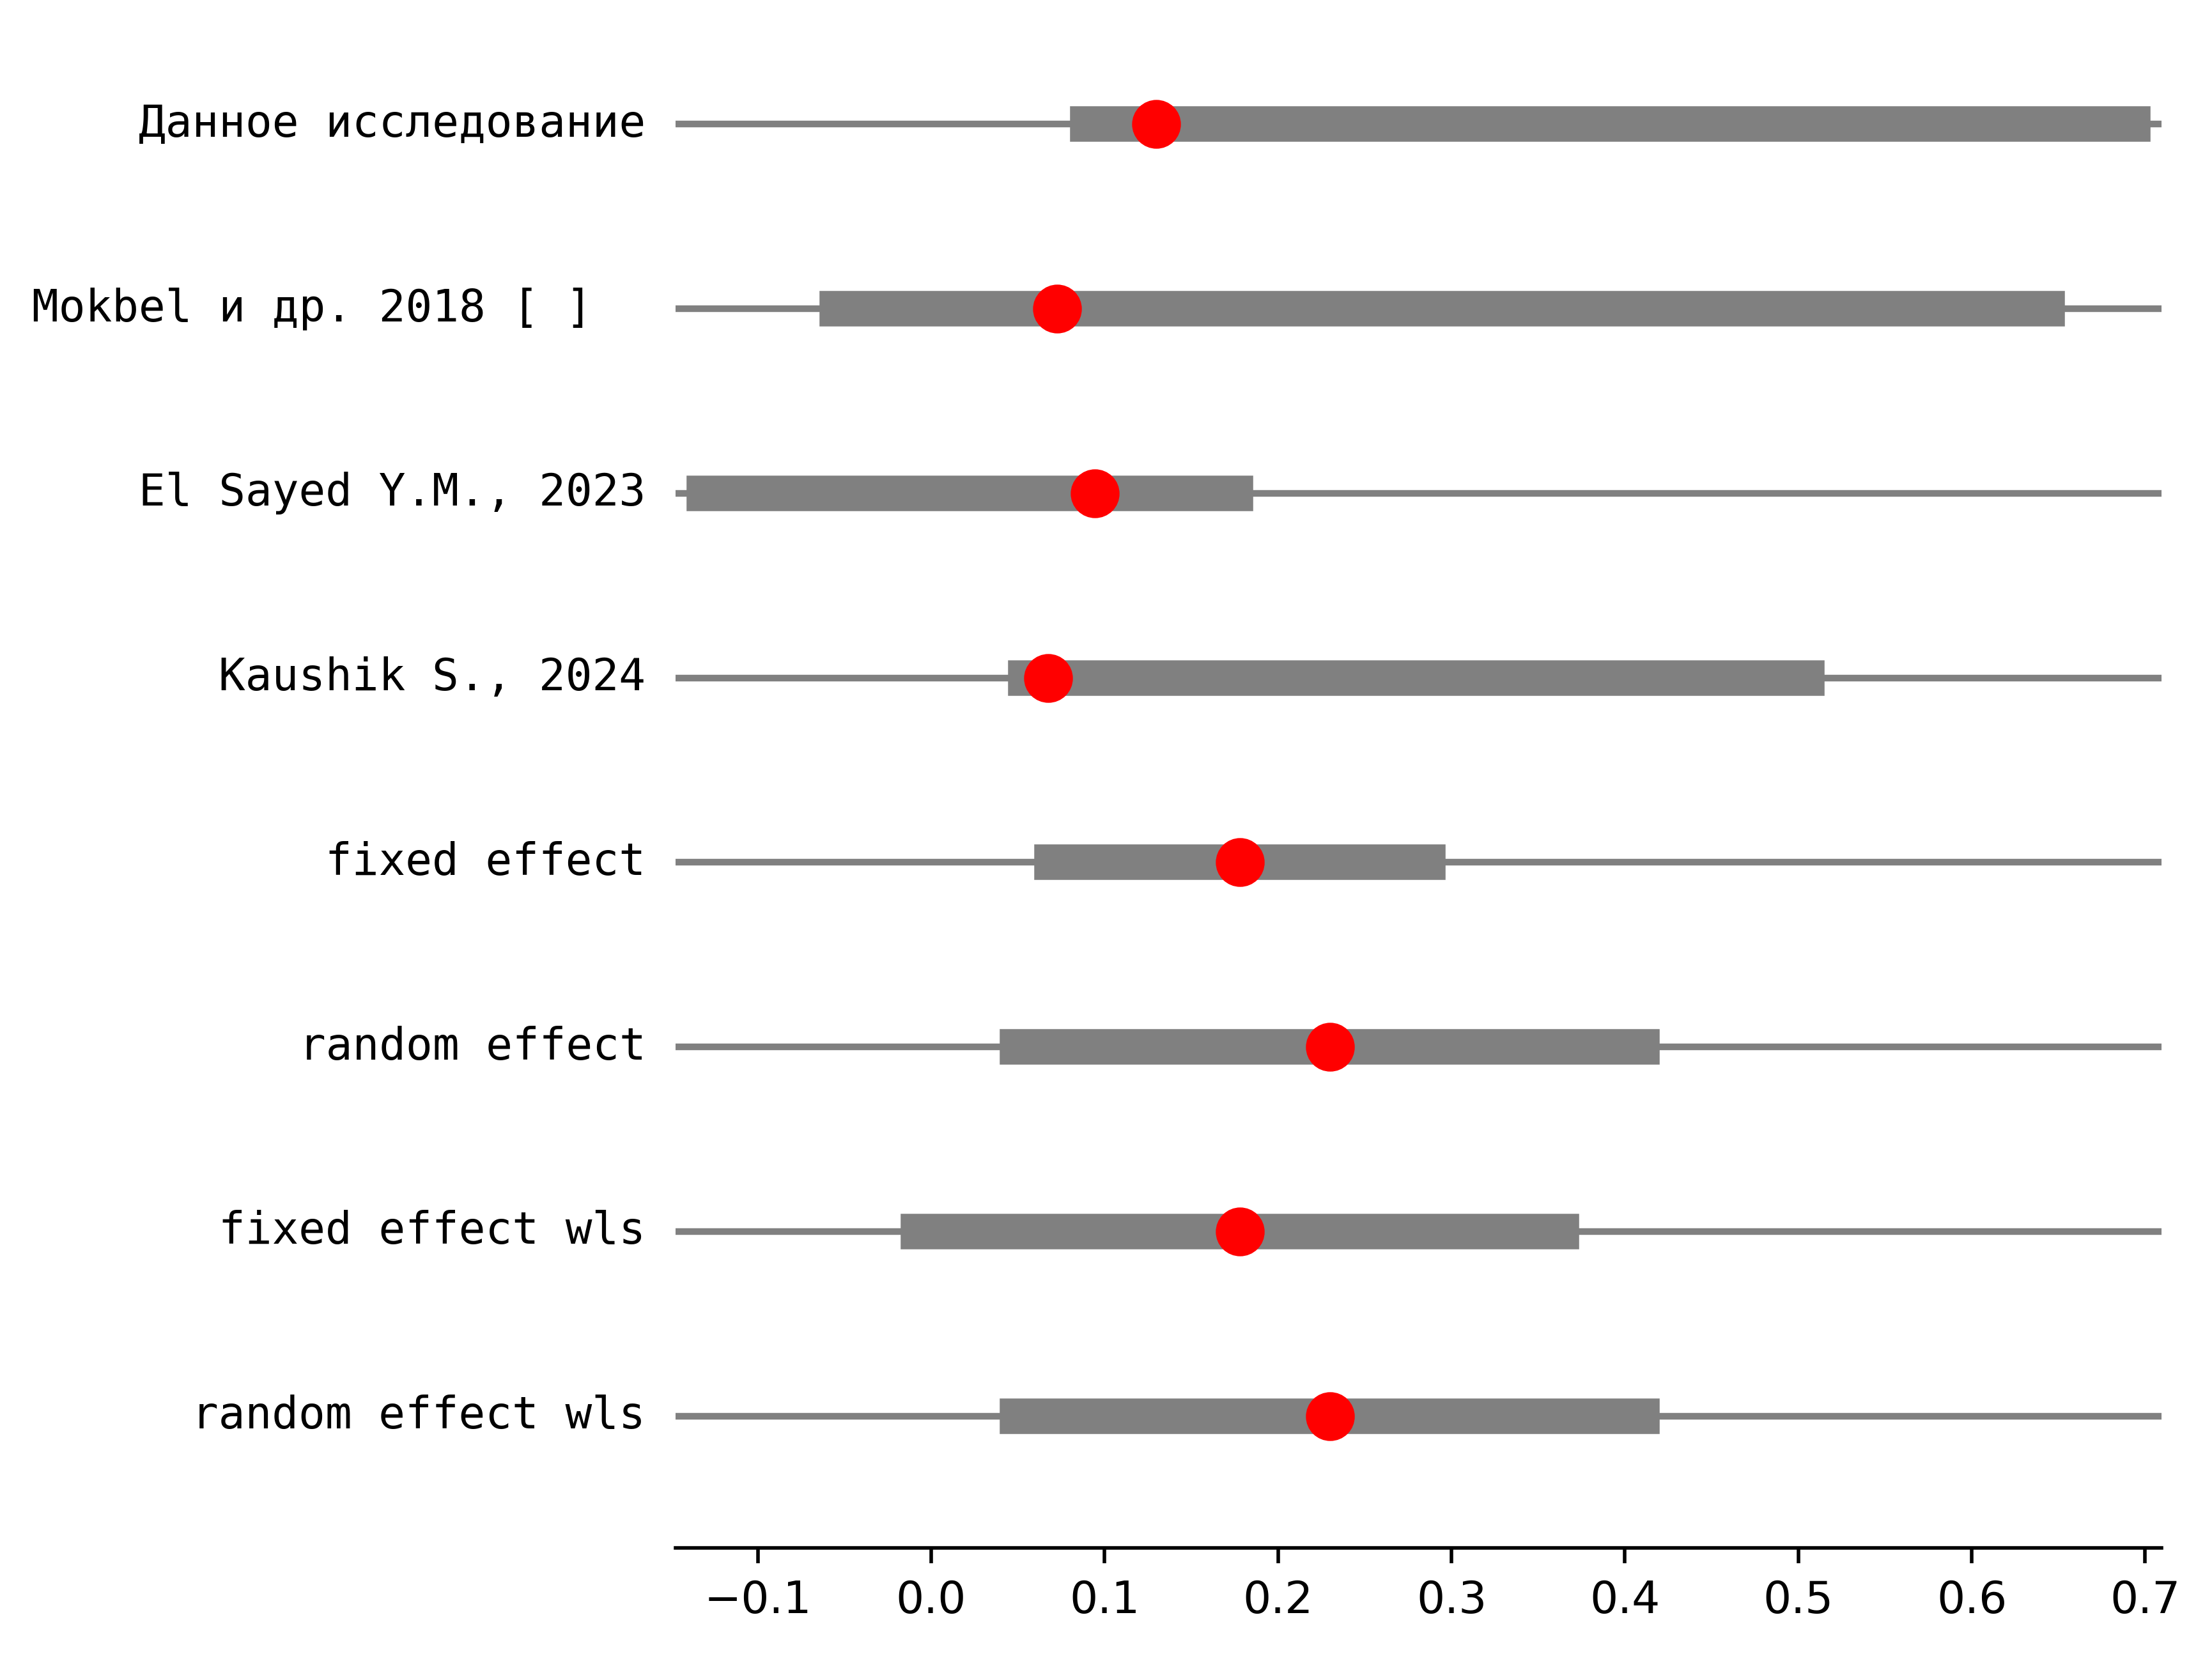 Данное исследование
Mokbel и др. 2018 [ ]
El Sayed Y.M., 2023
Kaushik S., 2024
fixed effect
random effect
fixed effect wls
random effect wls
−0.1 0.0 0.1 0.2 0.3 0.4 0.5 0.6 0.7